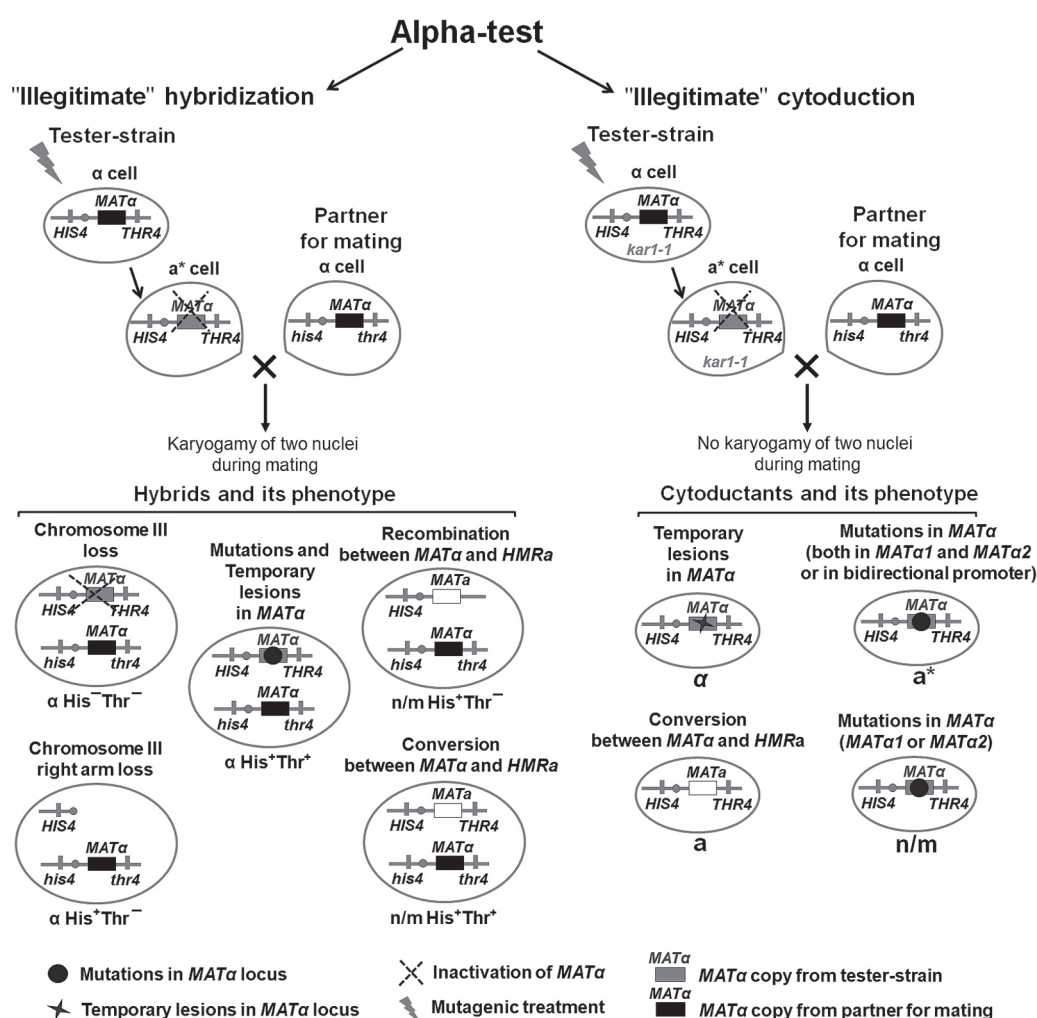 Alpha-test
"Illegitimate" hybridization
Tester-strain
α cell
MATα
HIS4
THR4
a* cell
MATα
HIS4
THR4
Partner
for mating
α cell
MATα
his4
thr4
Karyogamy of two nuclei
during mating
Hybrids and its phenotype
Chromosome III
loss
MATα
HIS4
THR4
MATα
his4
thr4
α His⁻Thr⁻
Chromosome III
right arm loss
HIS4
MATα
his4
thr4
α His⁺Thr⁻
Mutations and
Temporary
lesions
in MATα
MATα
HIS4
THR4
MATα
his4
thr4
α His⁺Thr⁺
Recombination
between MATα and HMRa
MATa
HIS4
MATα
his4
thr4
n/m His⁺Thr⁻
Conversion
between MATα and HMRa
MATa
HIS4
THR4
MATα
his4
thr4
n/m His⁺Thr⁺
"Illegitimate" cytoduction
Tester-strain
α cell
MATα
HIS4
THR4
kar1-1
a* cell
MATα
HIS4
THR4
kar1-1
Partner
for mating
α cell
MATα
his4
thr4
No karyogamy of two nuclei
during mating
Cytoductants and its phenotype
Temporary
lesions
in MATα
MATα
HIS4
THR4
α
Mutations in MATα
(both in MATα1 and MATα2
or in bidirectional promoter)
MATα
HIS4
THR4
a*
Conversion
between MATα and HMRa
MATa
HIS4
THR4
a
Mutations in MATα
(MATα1 or MATα2)
MATα
HIS4
THR4
n/m
Mutations in MATα locus
Temporary lesions in MATα locus
Inactivation of MATα
Mutagenic treatment
MATα
MATα copy from tester-strain
MATα
MATα copy from partner for mating